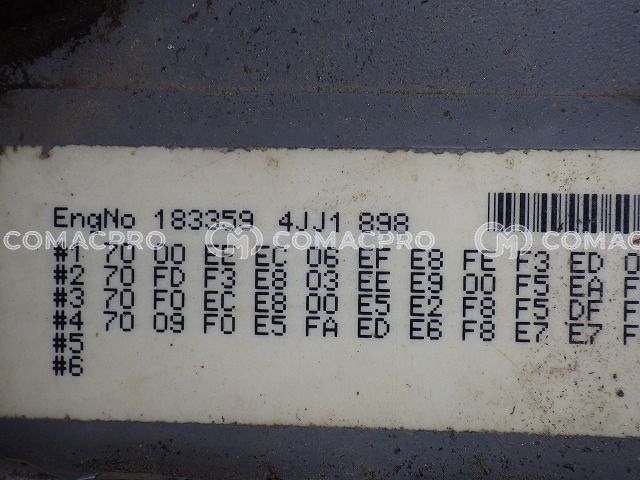 EngNo 183359 4JJ1 898
COMACPRO COMACPRO COMACPRO
#1 70 00 EC 06 EF E8 FE F3 ED 0
#2 70 FD F3 E8 03 EE E9 00 F5 EA F
#3 70 F0 EC E8 00 E5 E2 F8 F5 DF F
#4 70 09 F0 E5 FA ED E6 F8 E7 E7 F
#5
#6